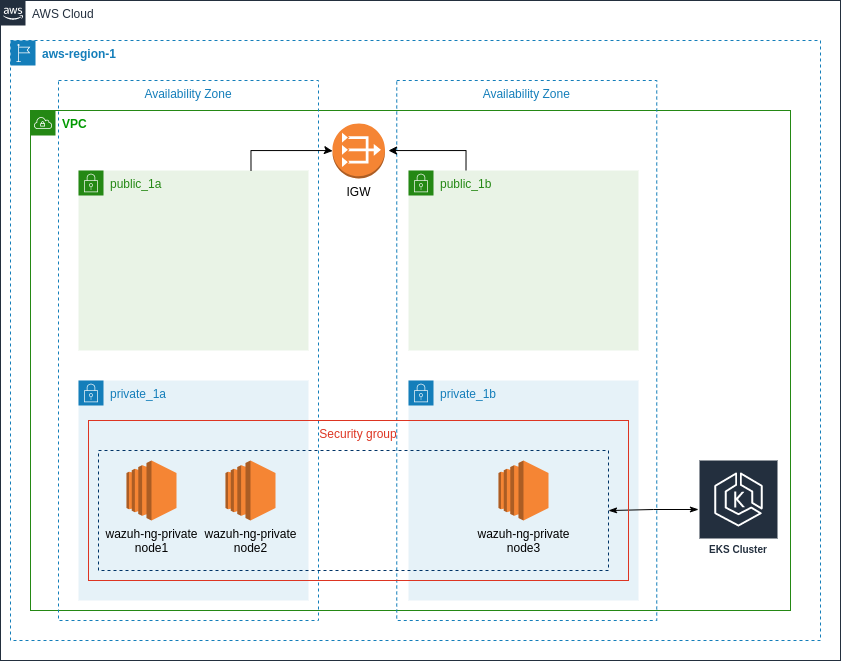 aws
AWS Cloud
aws-region-1
Availability Zone
Availability Zone
VPC
IGW
public_1a
public_1b
private_1a
private_1b
Security group
wazuh-ng-private
node1
wazuh-ng-private
node2
wazuh-ng-private
node3
K
EKS Cluster